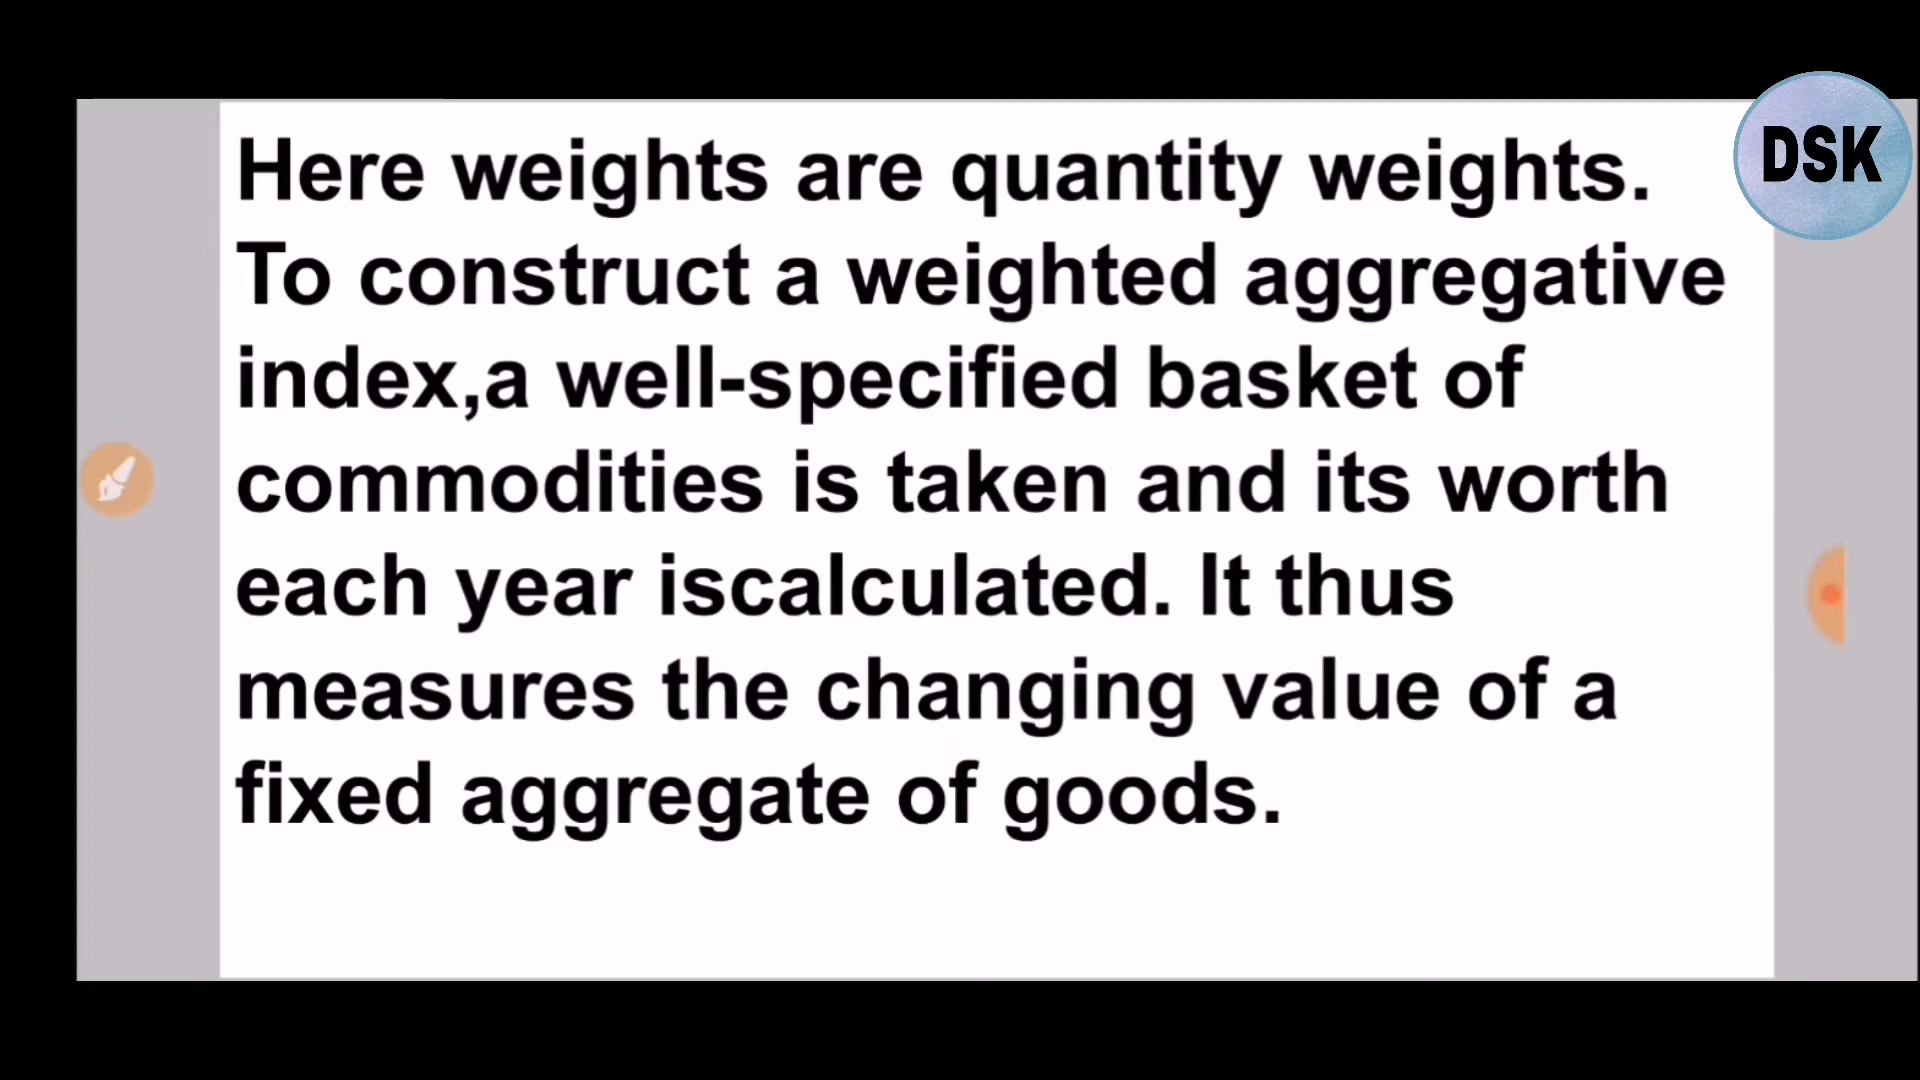 Here weights are quantity weights.
To construct a weighted aggregative
index,a well-specified basket of
commodities is taken and its worth
each year iscalculated. It thus
measures the changing value of a
fixed aggregate of goods.
DSK